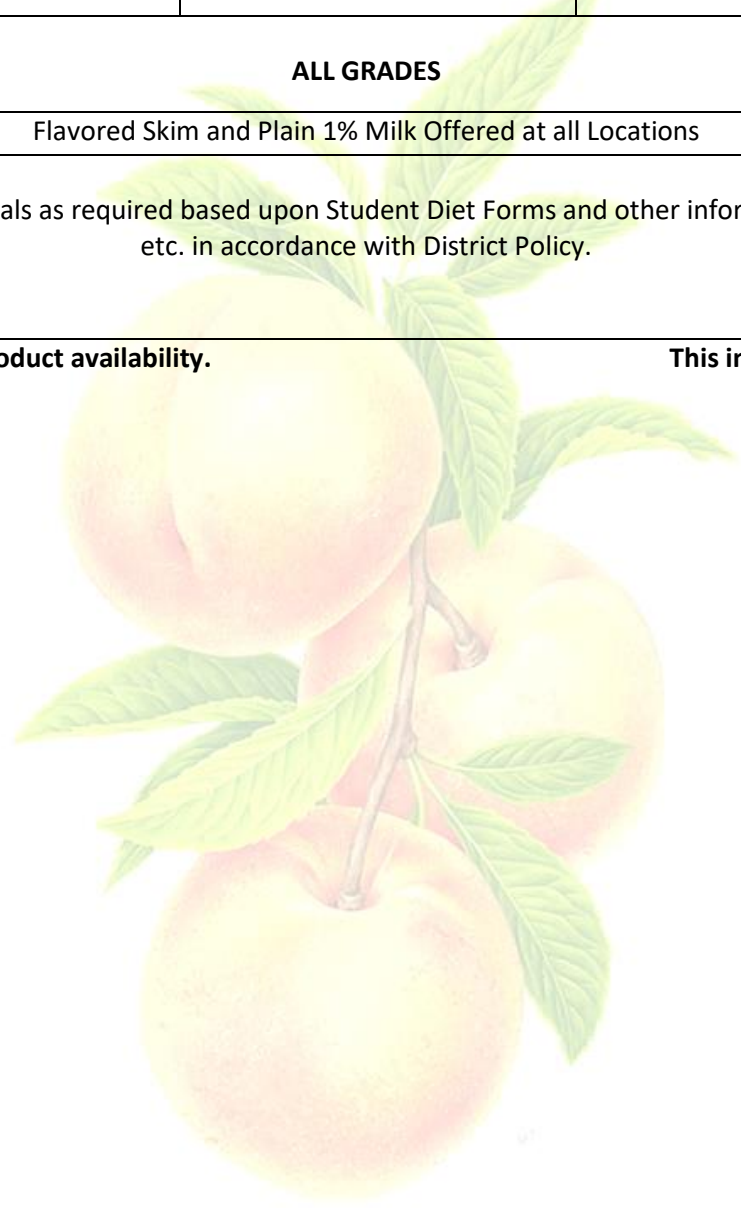 ALL GRADES
Flavored Skim and Plain 1% Milk Offered at all Locations
als as required based upon Student Diet Forms and other infor
etc. in accordance with District Policy.
oduct availability. This in